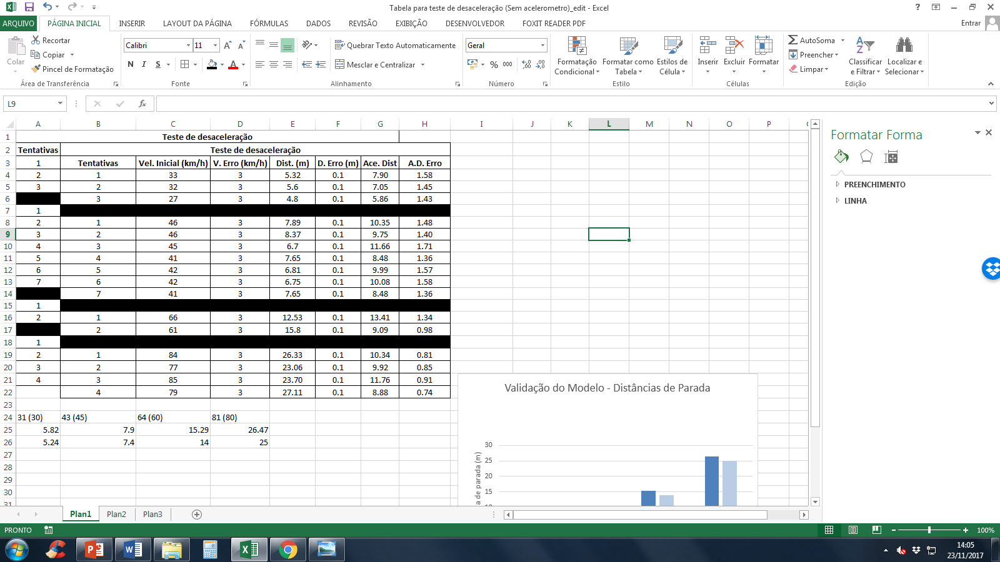 Tabela para teste de desaceleração (Sem acelerometro)_edit - Excel
ARQUIVO PÁGINA INICIAL INSERIR LAYOUT DA PÁGINA FÓRMULAS DADOS REVISÃO EXIBIÇÃO DESENVOLVEDOR FOXIT READER PDF Entrar
Colar
Recortar
Copiar
Pincel de Formatação
Área de Transferência
Calibri 11
N I S
Fonte
Quebrar Texto Automaticamente
Mesclar e Centralizar
Alinhamento
Geral
% 000
Número
Formatação Condicional
Formatar como Tabela
Estilos de Célula
Estilo
Inserir Excluir Formatar
Células
AutoSoma
Preencher
Limpar
Classificar e Filtrar
Localizar e Selecionar
Edição
L9 fx
A B C D E F G H I J K L M N O P
1 Teste de desaceleração
2 Tentativas Teste de desaceleração
3 1 Tentativas Vel. Inicial (km/h) V. Erro (km/h) Dist. (m) D. Erro (m) Ace. Dist A.D. Erro
4 2 1 33 3 5.32 0.1 7.90 1.58
5 3 2 32 3 5.6 0.1 7.05 1.45
6 3 27 3 4.8 0.1 5.86 1.43
7 1
8 2 1 46 3 7.89 0.1 10.35 1.48
9 3 2 46 3 8.37 0.1 9.75 1.40
10 4 3 45 3 6.7 0.1 11.66 1.71
11 5 4 41 3 7.65 0.1 8.48 1.36
12 6 5 42 3 6.81 0.1 9.99 1.57
13 7 6 42 3 6.75 0.1 10.08 1.58
14 7 41 3 7.65 0.1 8.48 1.36
15 1
16 2 1 66 3 12.53 0.1 13.41 1.34
17 2 61 3 15.8 0.1 9.09 0.98
18 1
19 2 1 84 3 26.33 0.1 10.34 0.81
20 3 2 77 3 23.06 0.1 9.92 0.85
21 4 3 85 3 23.70 0.1 11.76 0.91
22 4 79 3 27.11 0.1 8.88 0.74
23
24 31 (30) 43 (45) 64 (60) 81 (80)
25 5.82 7.9 15.29 26.47
26 5.24 7.4 14 25
27
28
29
30
31
Validação do Modelo - Distâncias de Parada
30
25
20
15
a de parada (m)
Formatar Forma
PREENCHIMENTO
LINHA
Plan1 Plan2 Plan3
PRONTO
100%
14:05
23/11/2017